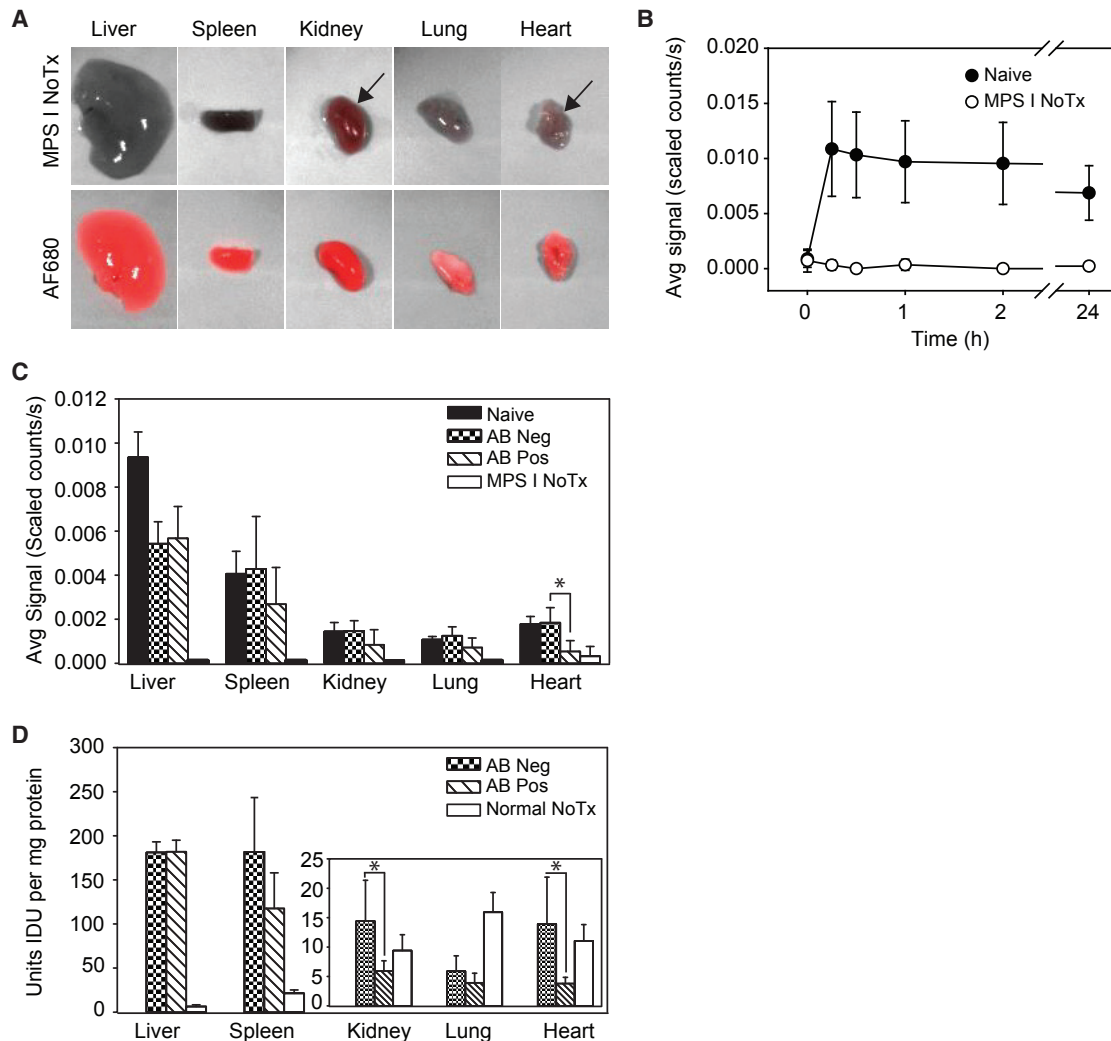 A
Liver Spleen Kidney Lung Heart
MPS I NoTx
AF680
B
Avg signal (scaled counts/s)
0.020
0.015
0.010
0.005
0.000
Naive
MPS I NoTx
0 1 2 24
Time (h)
C
Avg Signal (Scaled counts/s)
0.012
0.010
0.008
0.006
0.004
0.002
0.000
Naive
AB Neg
AB Pos
MPS I NoTx
*
Liver Spleen Kidney Lung Heart
D
Units IDU per mg protein
300
250
200
150
100
50
0
AB Neg
AB Pos
Normal NoTx
25
20
15
10
5
0
* *
Liver Spleen Kidney Lung Heart